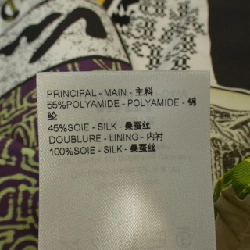 PRINCIPAL - MAIN - 主料
55%POLYAMIDE - POLYAMIDE - 锦
纶
45%SOIE - SILK - 桑蚕丝
DOUBLURE - LINING - 内衬
100%SOIE - SILK - 桑蚕丝